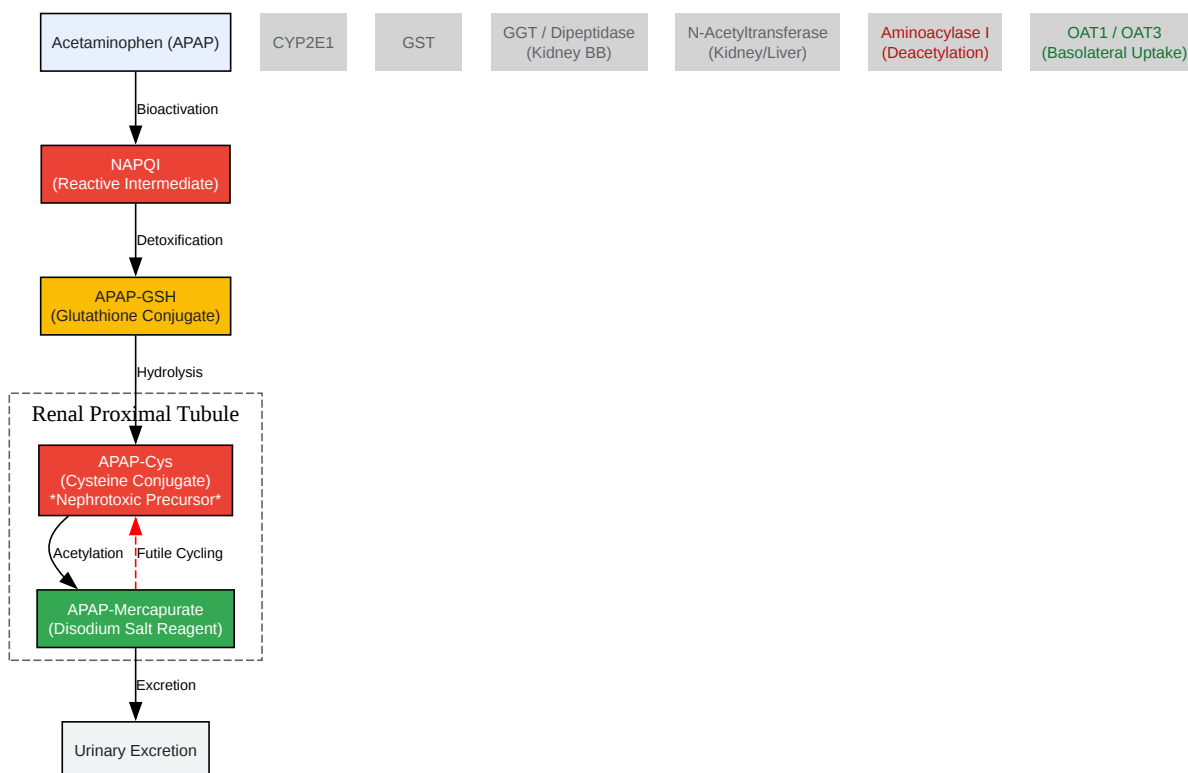 Acetaminophen (APAP)
CYP2E1
GST
GGT / Dipeptidase
(Kidney BB)
N-Acetyltransferase
(Kidney/Liver)
Aminoacylase I
(Deacetylation)
OAT1 / OAT3
(Basolateral Uptake)
Bioactivation
NAPQI
(Reactive Intermediate)
Detoxification
APAP-GSH
(Glutathione Conjugate)
Hydrolysis
Renal Proximal Tubule
APAP-Cys
(Cysteine Conjugate)
*Nephrotoxic Precursor*
Acetylation
Futile Cycling
APAP-Mercapurate
(Disodium Salt Reagent)
Excretion
Urinary Excretion